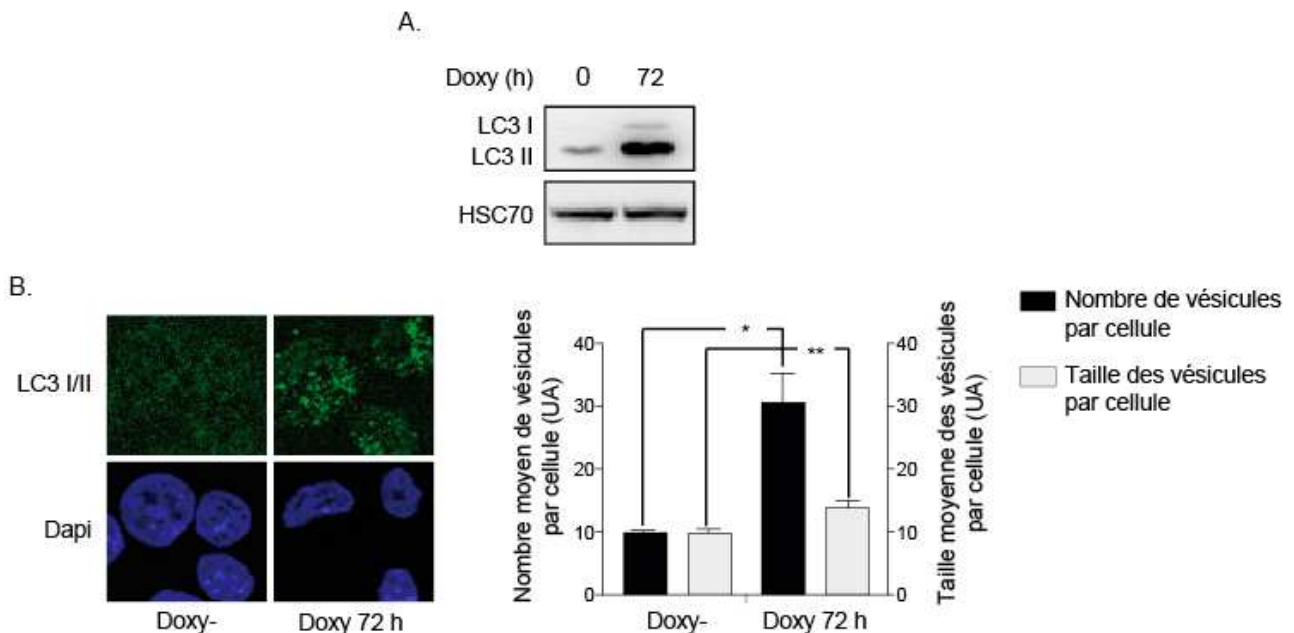 A.
Doxy (h) 0 72
LC3 I
LC3 II
HSC70
B.
LC3 I/II
Dapi
Doxy- Doxy 72 h
Nombre moyen de vésicules
par cellule (UA)
40
30
20
10
0
* 
**
Doxy- Doxy 72 h
40
30
20
10
0
Taille moyenne des vésicules
par cellule (UA)
Nombre de vésicules
par cellule
Taille des vésicules
par cellule